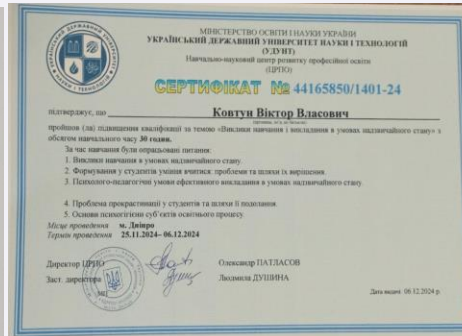 МІНІСТЕРСТВО ОСВІТИ І НАУКИ УКРАЇНИ
УКРАЇНСЬКИЙ ДЕРЖАВНИЙ УНІВЕРСИТЕТ НАУКИ І ТЕХНОЛОГІЙ
(УДУНТ)
Навчально-науковий центр розвитку професійної освіти
(ЦРПО)
СЕРТИФІКАТ № 44165850/1401-24
підтверджує, що Ковтун Віктор Власович
пройшов (ла) підвищення кваліфікації за темою «Виклики навчання і викладання в умовах надзвичайного стану» з
обсягом навчального часу 30 годин.
За час навчання були опрацьовані питання:
1. Виклики навчання в умовах надзвичайного стану.
2. Формування у студентів уміння вчитися: проблеми та шляхи їх вирішення.
3. Психолого-педагогічні умови ефективного викладання в умовах надзвичайного стану.
4. Проблема прокрастинації у студентів та шляхи її подолання.
5. Основи психогігієни суб'єктів освітнього процесу.
Місце проведення м. Дніпро
Термін проведення 25.11.2024– 06.12.2024
Директор ЦРПО Олександр ПАТЛАСОВ
Заст. директора Людмила ДУШИНА
Дата видачі 06.12.2024 р.